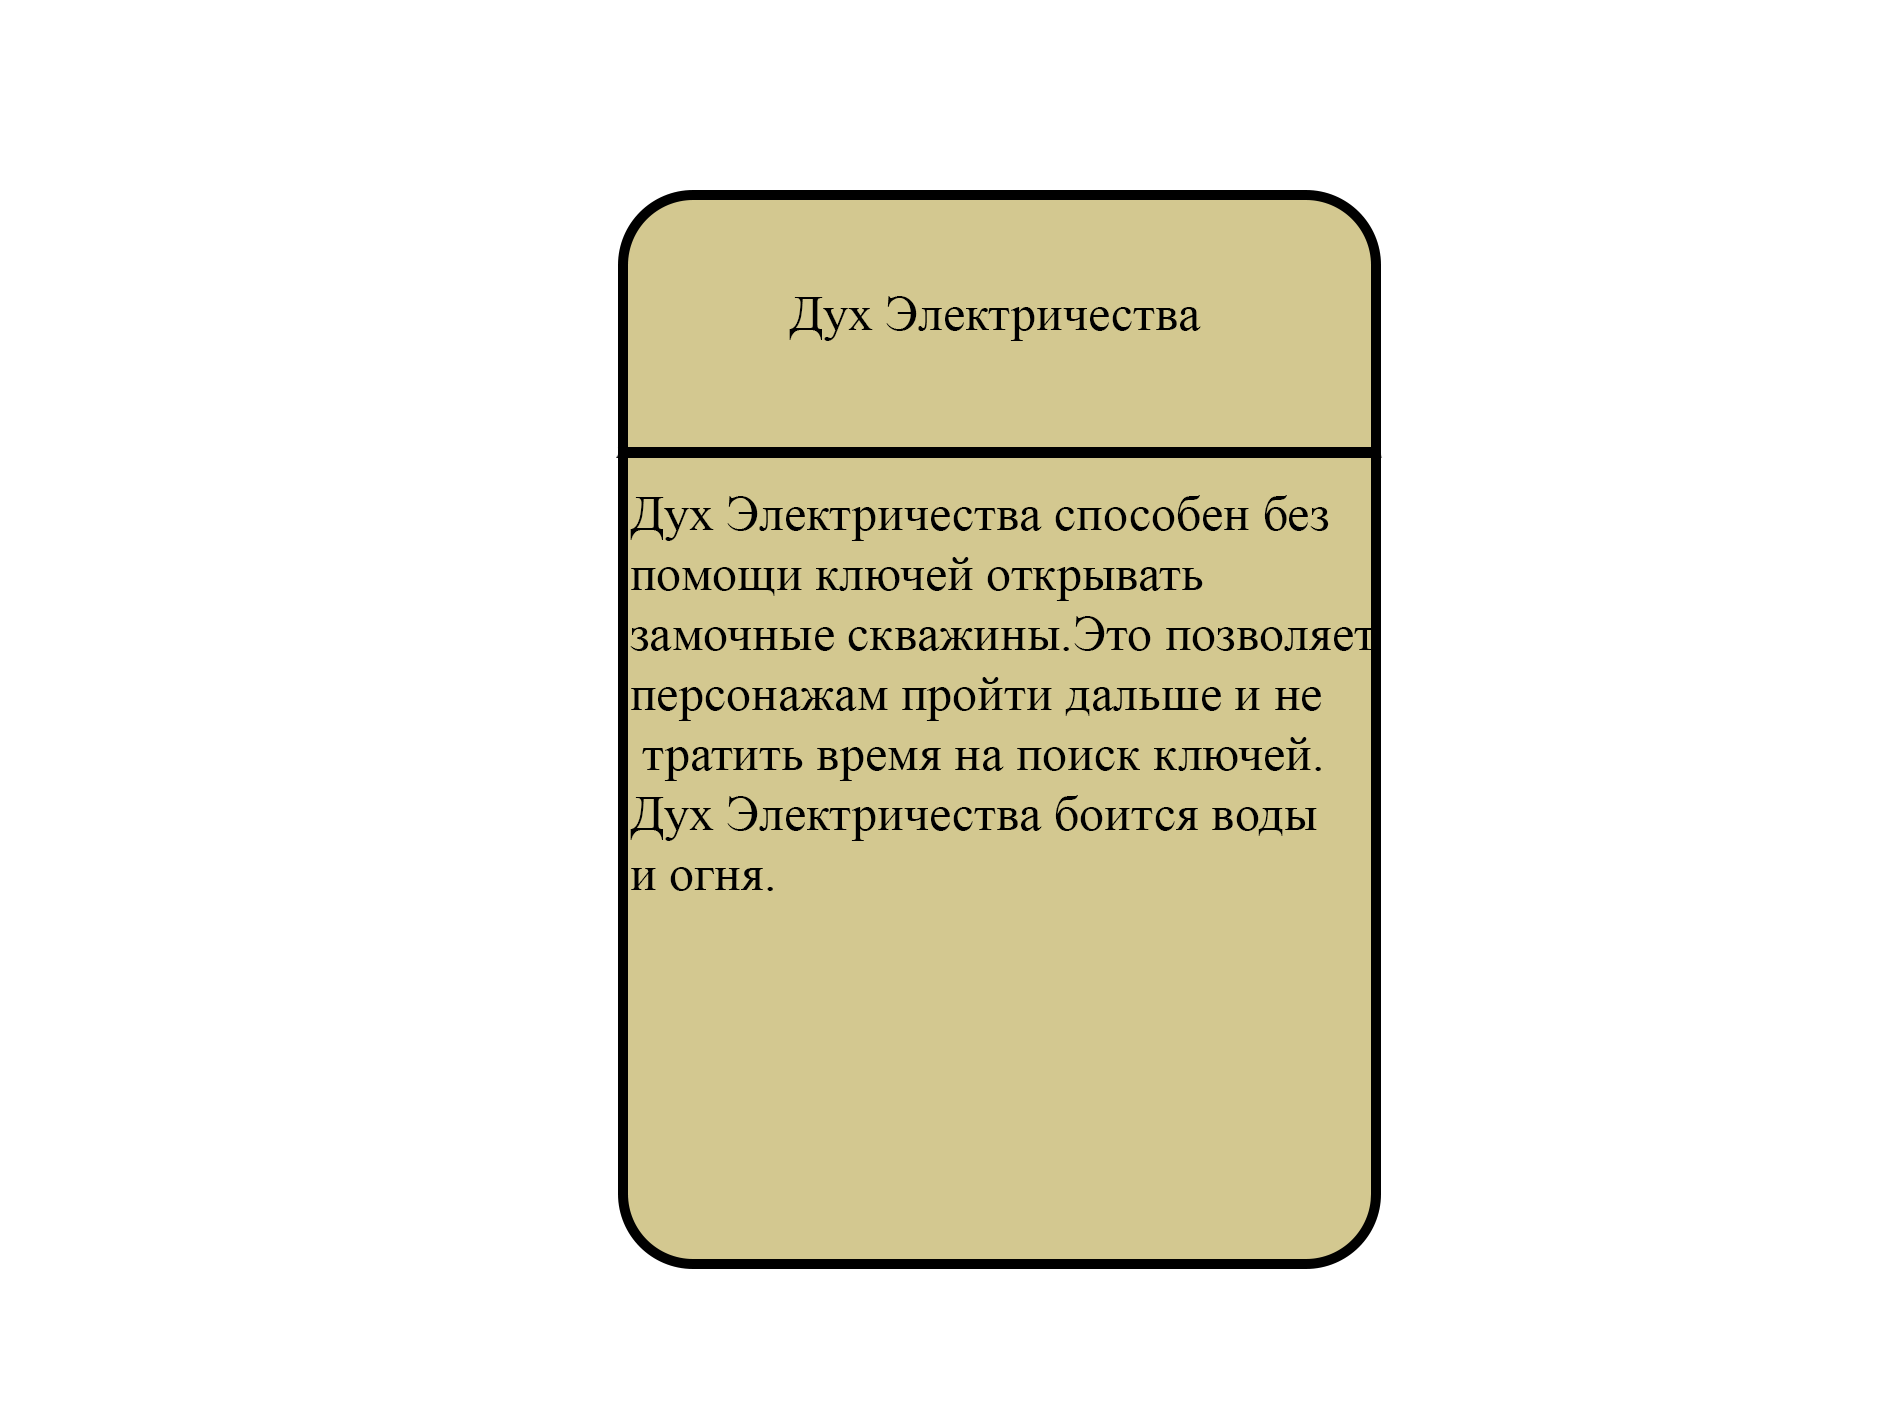 Дух Электричества
Дух Электричества способен без
помощи ключей открывать
замочные скважины.Это позволяет
персонажам пройти дальше и не
тратить время на поиск ключей.
Дух Электричества боится воды
и огня.